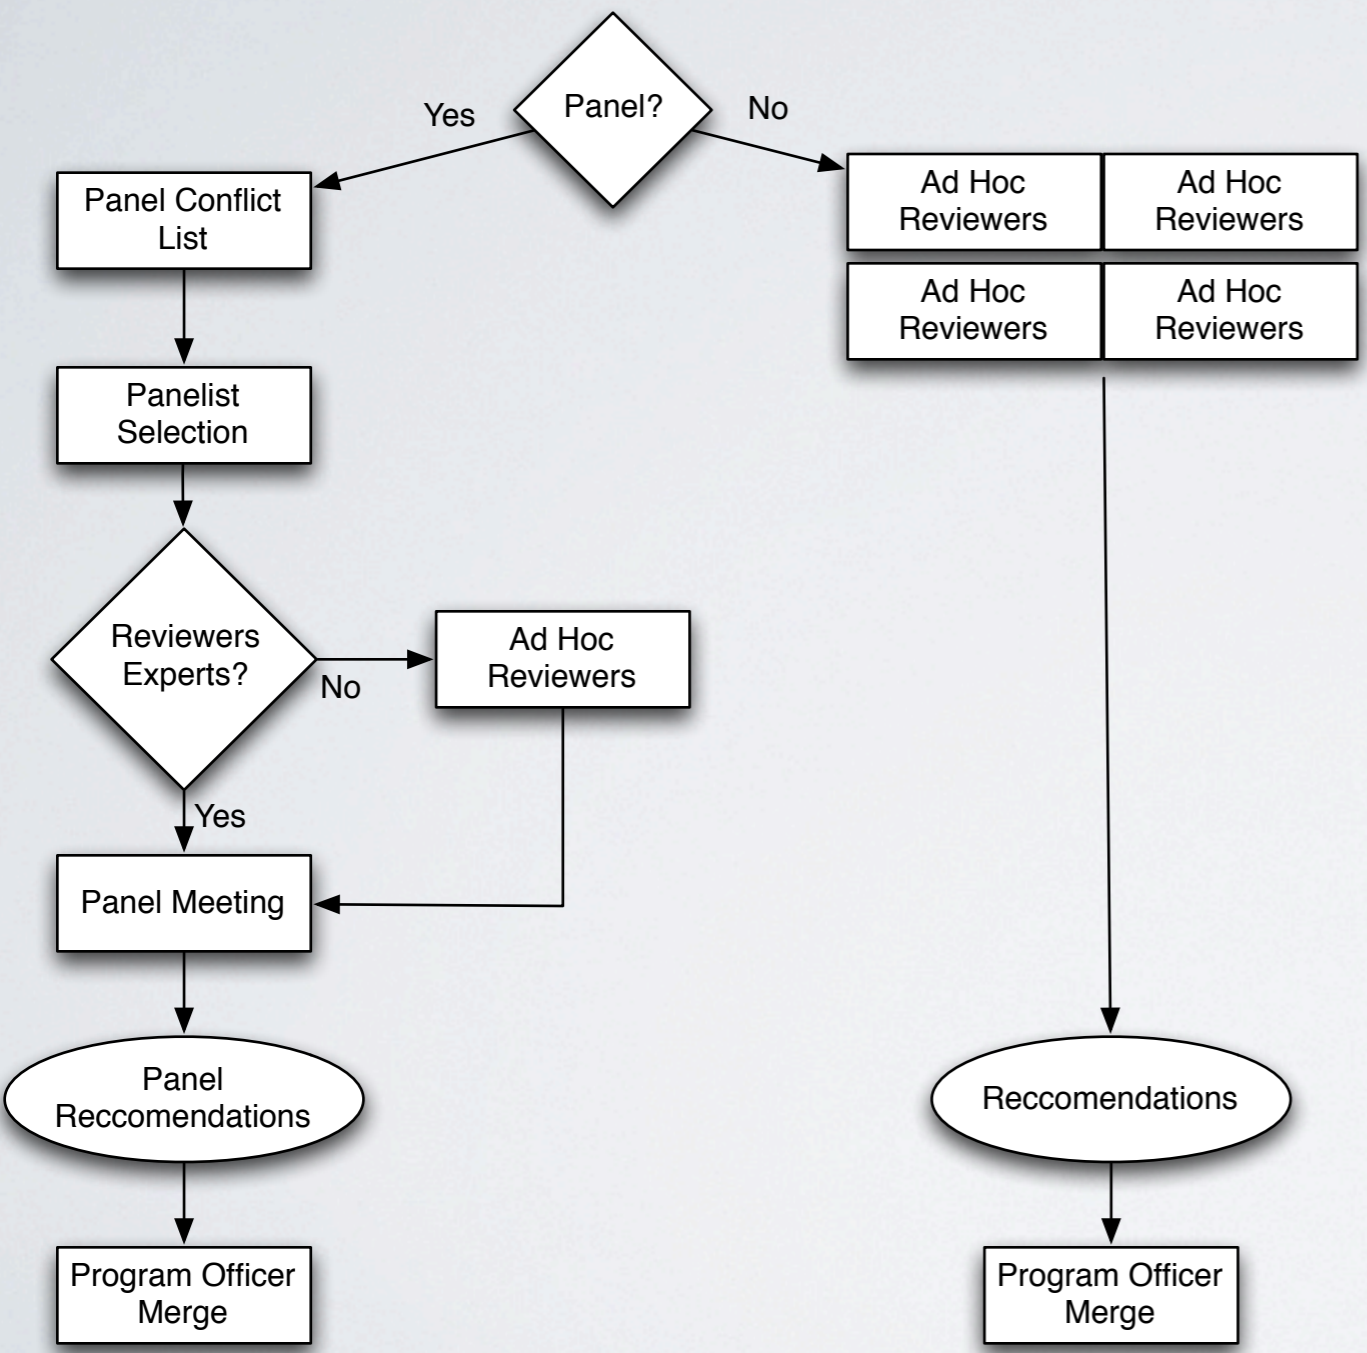 Panel?
Yes
No
Panel Conflict
List
Ad Hoc
Reviewers
Ad Hoc
Reviewers
Ad Hoc
Reviewers
Ad Hoc
Reviewers
Panelist
Selection
Reviewers
Experts?
No
Ad Hoc
Reviewers
Yes
Panel Meeting
Panel
Reccomendations
Reccomendations
Program Officer
Merge
Program Officer
Merge